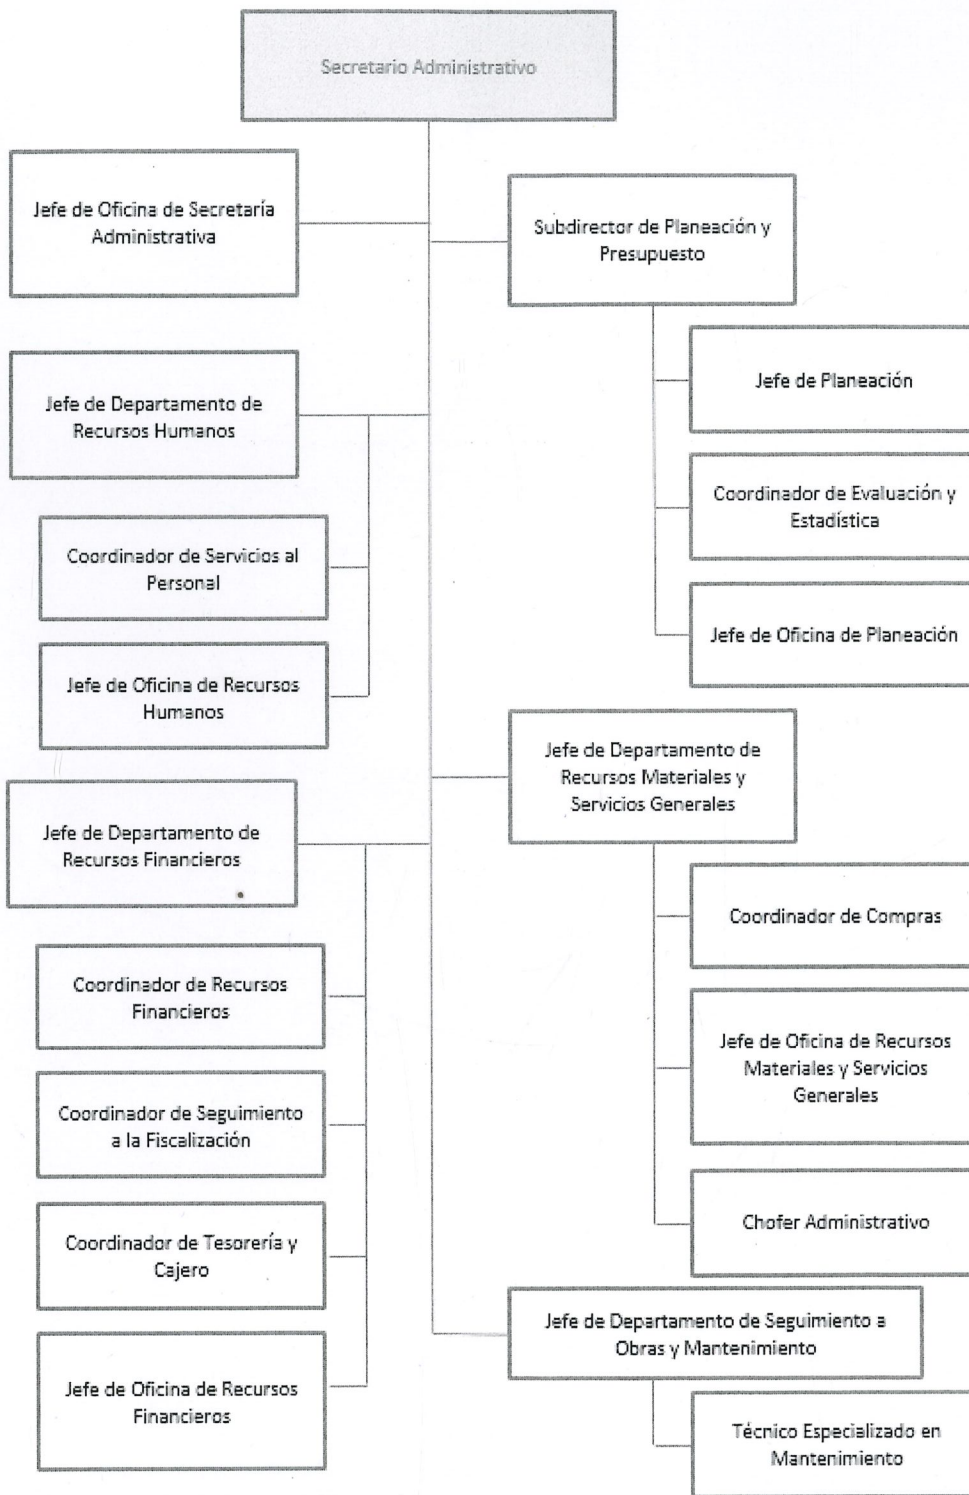 Secretario Administrativo
Jefe de Oficina de Secretaría
Administrativa
Subdirector de Planeación y
Presupuesto
Jefe de Planeación
Jefe de Departamento de
Recursos Humanos
Coordinador de Evaluación y
Estadística
Coordinador de Servicios al
Personal
Jefe de Oficina de Planeación
Jefe de Oficina de Recursos
Humanos
Jefe de Departamento de
Recursos Materiales y
Servicios Generales
Jefe de Departamento de
Recursos Financieros
Coordinador de Compras
Coordinador de Recursos
Financieros
Jefe de Oficina de Recursos
Materiales y Servicios
Generales
Coordinador de Seguimiento
a la Fiscalización
Chofer Administrativo
Coordinador de Tesorería y
Cajero
Jefe de Departamento de Seguimiento a
Obras y Mantenimiento
Jefe de Oficina de Recursos
Financieros
Técnico Especializado en
Mantenimiento